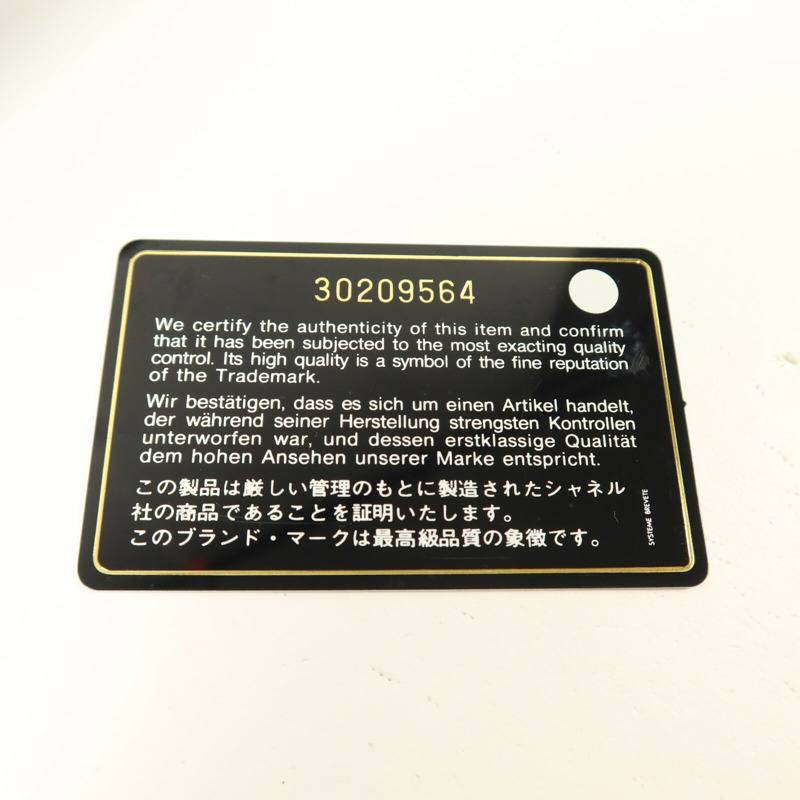 30209564
We certify the authenticity of this item and confirm
that it has been subjected to the most exacting quality
control. Its high quality is a symbol of the fine reputation
of the Trademark.
Wir bestätigen, dass es sich um einen Artikel handelt,
der während seiner Herstellung strengsten Kontrollen
unterworfen war, und dessen erstklassige Qualität
dem hohen Ansehen unserer Marke entspricht.
この製品は厳しい管理のもとに製造されたシャネル
社の商品であることを証明いたします。
このブランド・マークは最高級品質の象徴です。
SYSTEME BREVETE